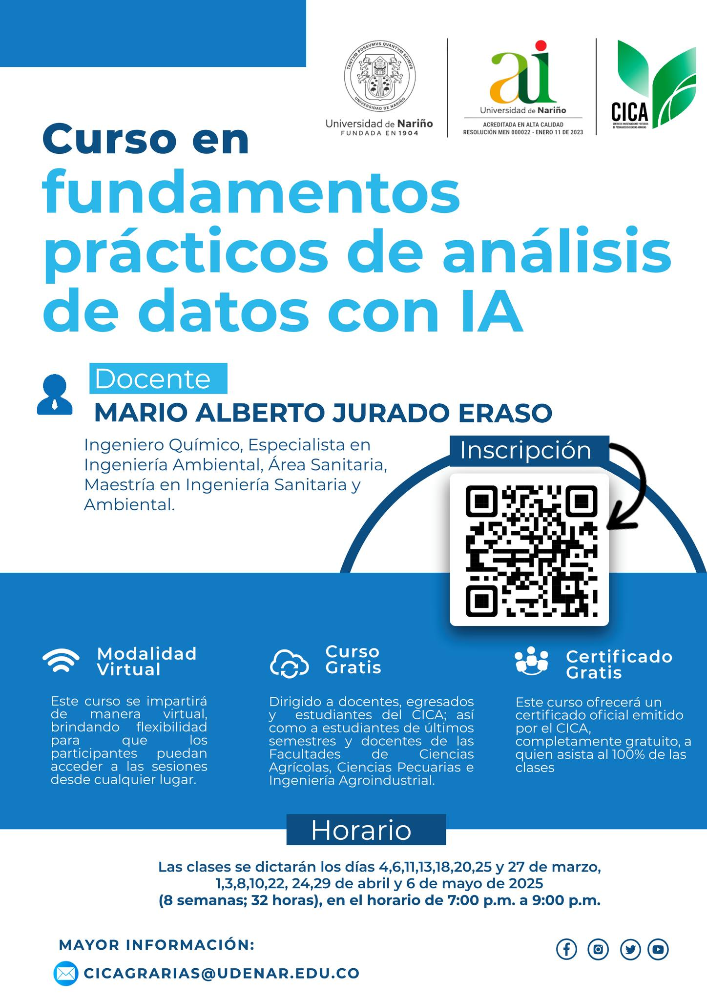 TANTVM POSSVMVS QVANTVM SCIMVS
UNIVERSIDAD DE NARIÑO
Universidad de Nariño
FUNDADA EN 1904
ai
Universidad de Nariño
ACREDITADA EN ALTA CALIDAD
RESOLUCIÓN MEN 000022 - ENERO 11 DE 2023
CICA
CENTRO DE INVESTIGACIONES Y ESTUDIOS
DE POSGRADOS EN CIENCIAS AGRARIAS
Curso en
fundamentos
prácticos de análisis
de datos con IA
Docente
MARIO ALBERTO JURADO ERASO
Ingeniero Químico, Especialista en
Ingeniería Ambiental, Área Sanitaria,
Maestría en Ingeniería Sanitaria y
Ambiental.
Inscripción
Modalidad
Virtual
Este curso se impartirá
de manera virtual,
brindando flexibilidad
para que los
participantes puedan
acceder a las sesiones
desde cualquier lugar.
Curso
Gratis
Dirigido a docentes, egresados
y estudiantes del CICA; así
como a estudiantes de últimos
semestres y docentes de las
Facultades de Ciencias
Agrícolas, Ciencias Pecuarias e
Ingeniería Agroindustrial.
Certificado
Gratis
Este curso ofrecerá un
certificado oficial emitido
por el CICA,
completamente gratuito, a
quien asista al 100% de las
clases
Horario
Las clases se dictarán los días 4,6,11,13,18,20,25 y 27 de marzo,
1,3,8,10,22, 24,29 de abril y 6 de mayo de 2025
(8 semanas; 32 horas), en el horario de 7:00 p.m. a 9:00 p.m.
MAYOR INFORMACIÓN:
CICAGRARIAS@UDENAR.EDU.CO